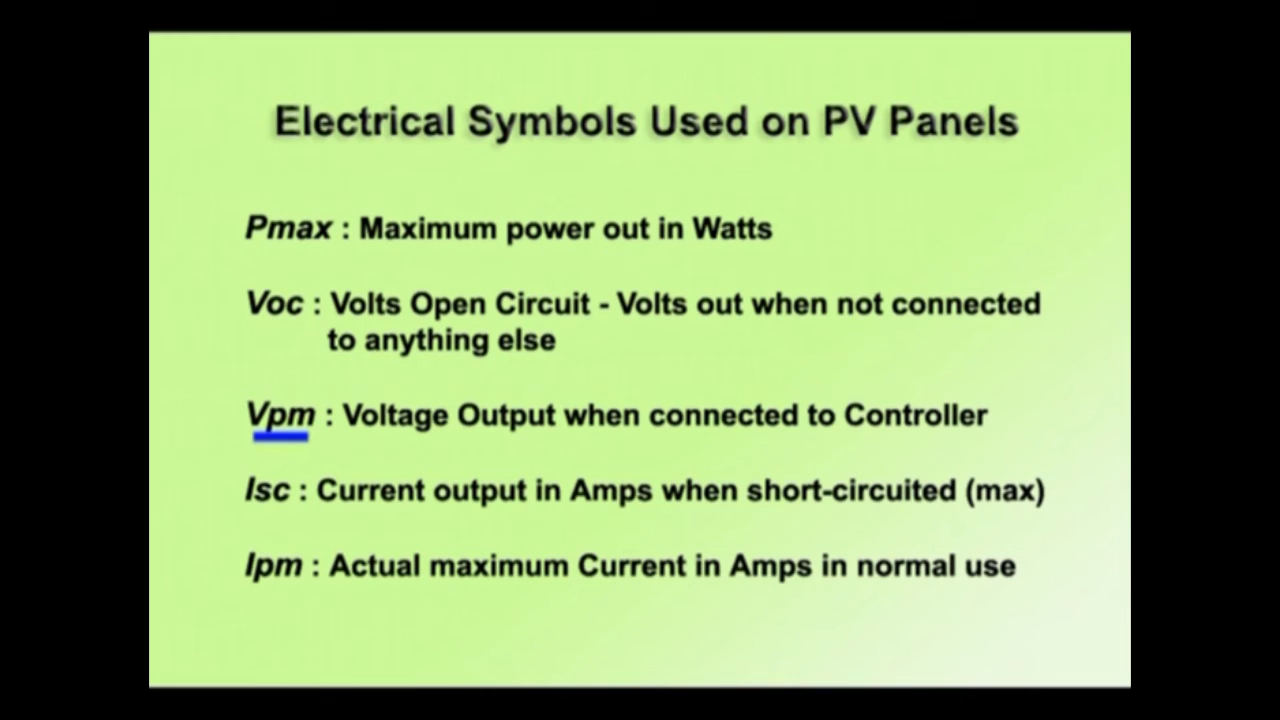 Electrical Symbols Used on PV Panels
Pmax : Maximum power out in Watts
Voc : Volts Open Circuit - Volts out when not connected
to anything else
Vpm : Voltage Output when connected to Controller
Isc : Current output in Amps when short-circuited (max)
Ipm : Actual maximum Current in Amps in normal use